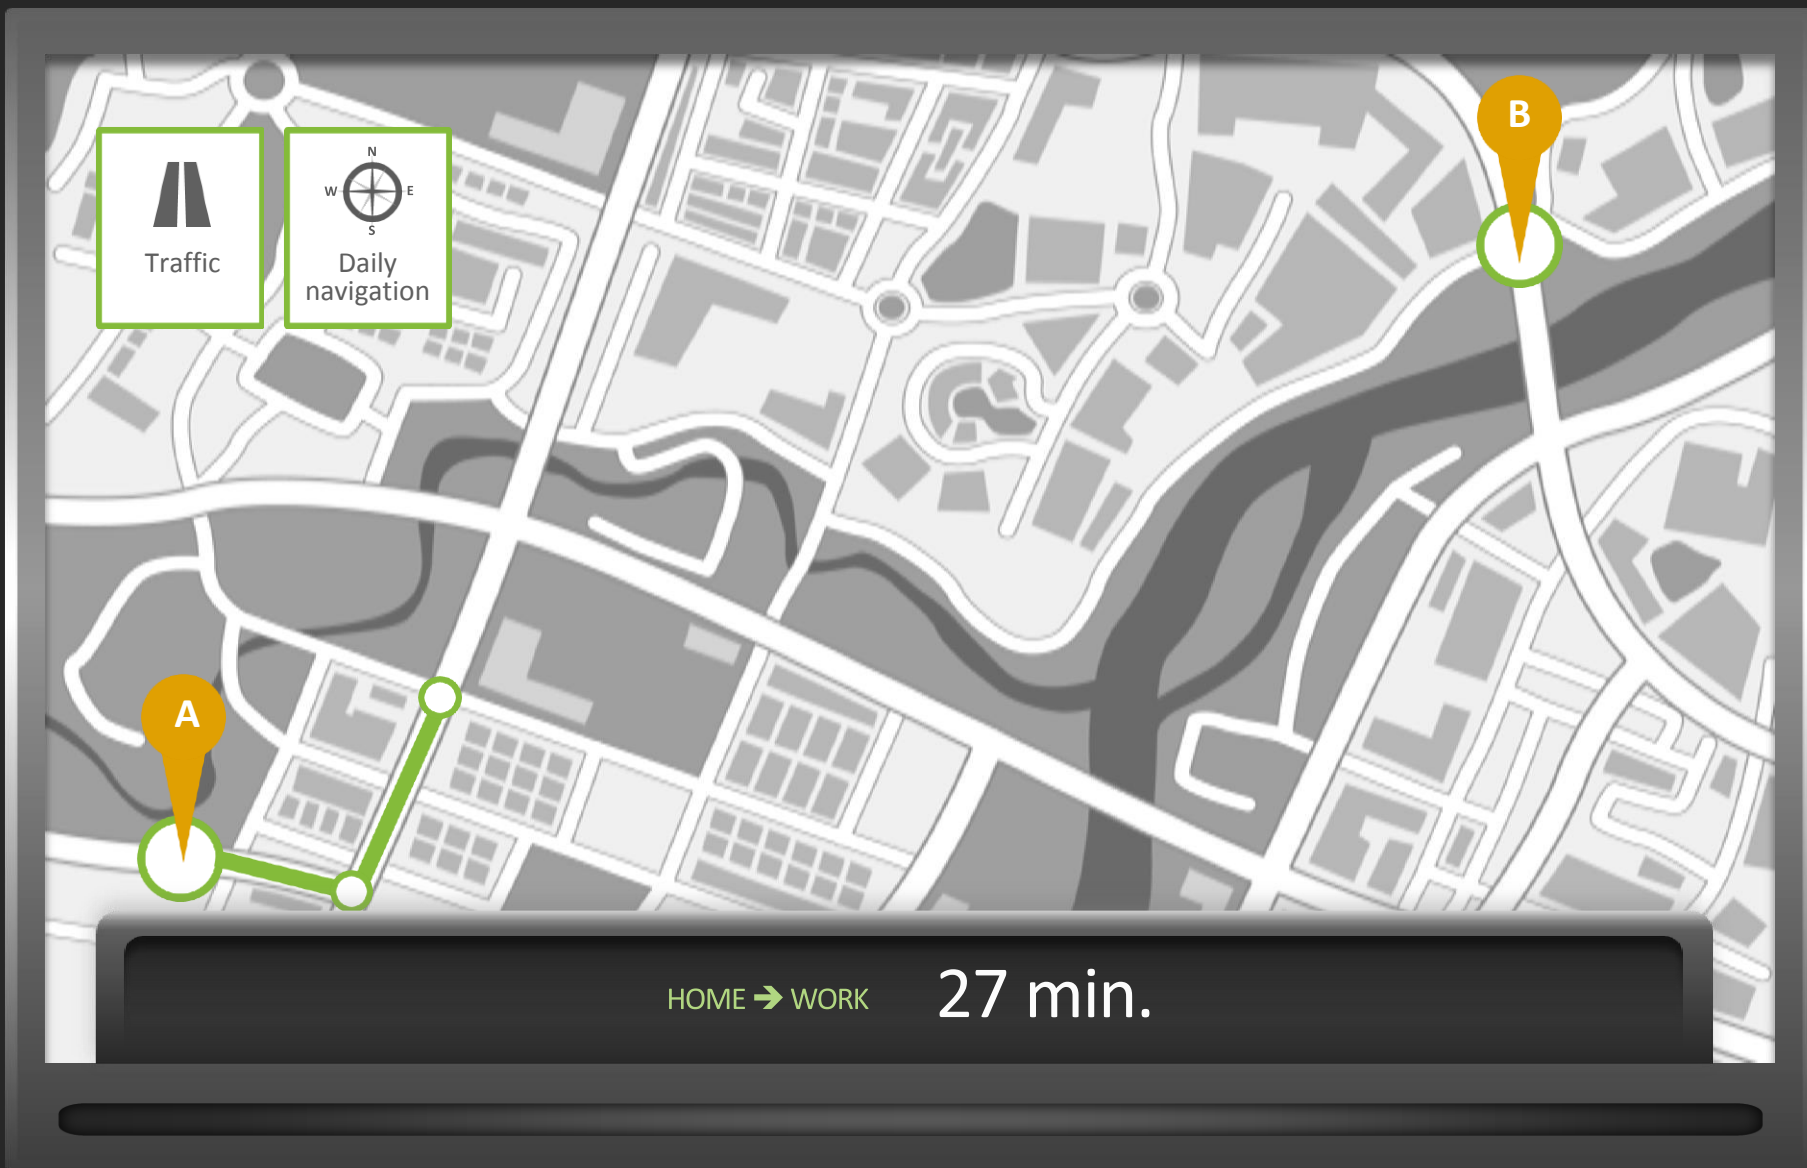 B
N
W E
S
Traffic
Daily
navigation
A
HOME ➔ WORK 27 min.